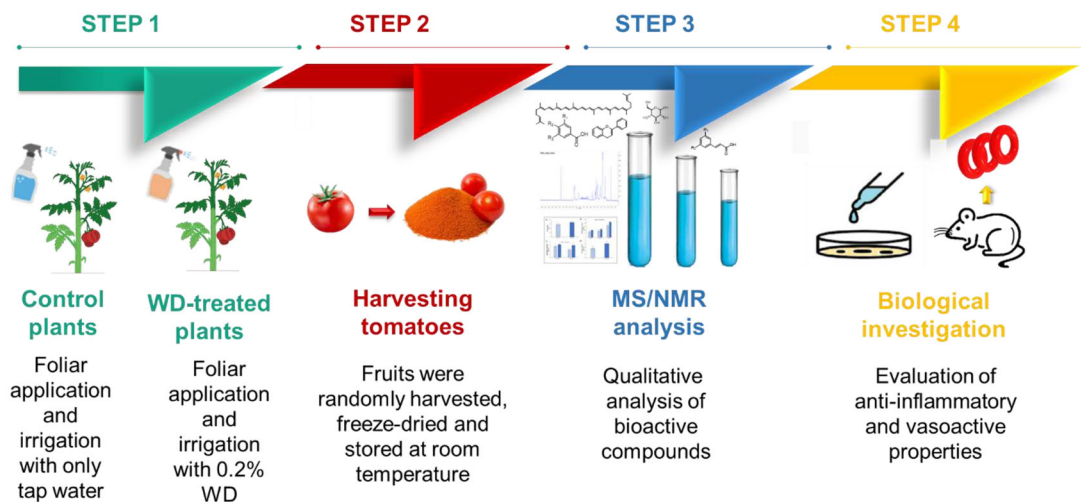 STEP 1
STEP 2
STEP 3
STEP 4
Control
plants
Foliar
application
and
irrigation
with only
tap water
WD-treated
plants
Foliar
application
and
irrigation
with 0.2%
WD
Harvesting
tomatoes
Fruits were
randomly harvested,
freeze-dried and
stored at room
temperature
MS/NMR
analysis
Qualitative
analysis of
bioactive
compounds
Biological
investigation
Evaluation of
anti-inflammatory
and vasoactive
properties